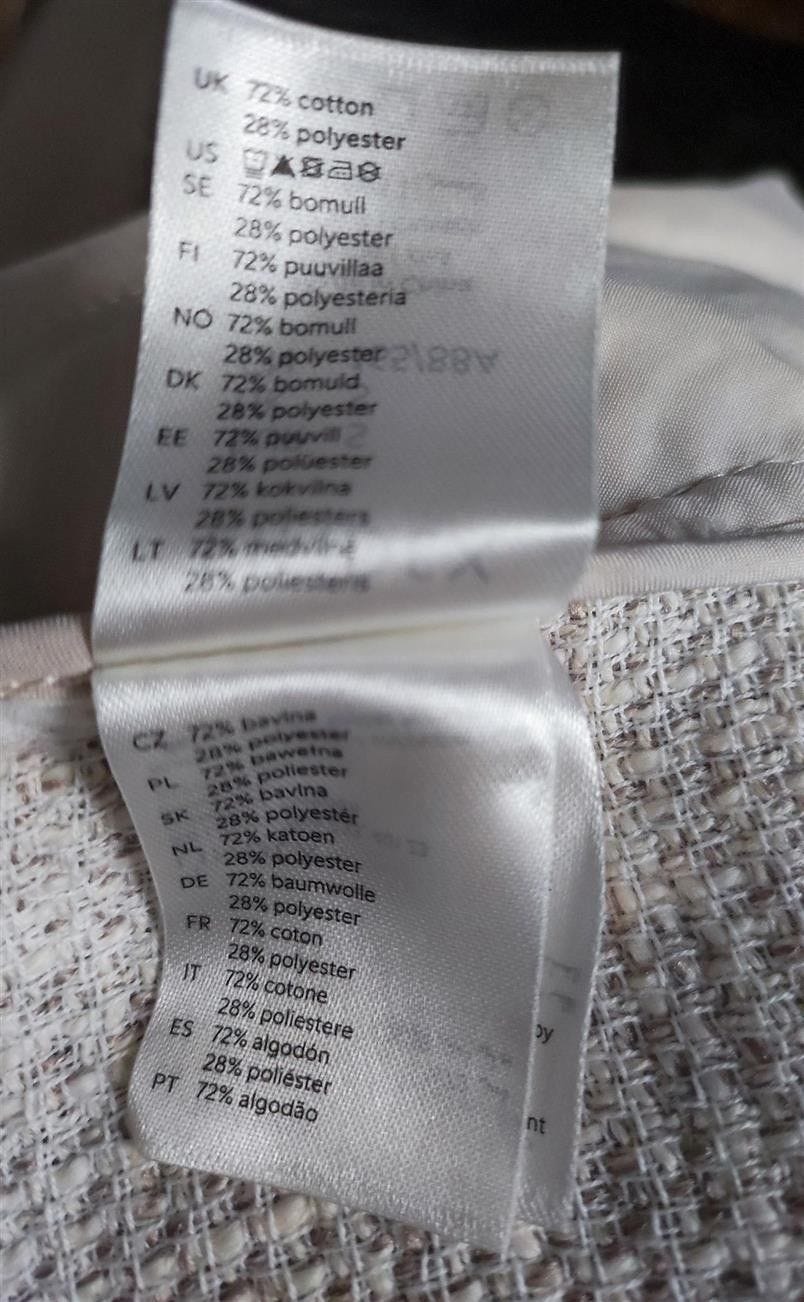 UK 72% cotton
28% polyester
US
SE 72% bomull
28% polyester
FI 72% puuvillaa
28% polyesteria
NO 72% bomull
28% polyester
DK 72% bomuld
28% polyester
EE 72% puuvill
28% polüester
LV 72% kokvilna
28% poliesters
LT 72% medvilnė
28% poliesteris
CZ 72% bavlna
28% polyester
PL 72% bawełna
28% poliester
SK 72% bavlna
28% polyestér
NL 72% katoen
28% polyester
DE 72% baumwolle
28% polyester
FR 72% coton
28% polyester
IT 72% cotone
28% poliestere
ES 72% algodón
28% poliéster
PT 72% algodão
by
nt